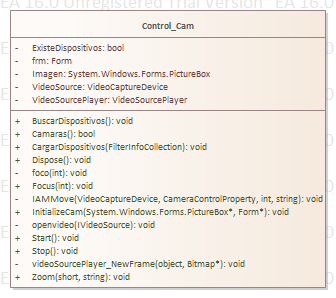 EA 16.0 Unregistered Trial Version EA 16.0
Control_Cam
- ExisteDispositivos: bool
- frm: Form
- Imagen: System.Windows.Forms.PictureBox
- VideoSource: VideoCaptureDevice
- VideoSourcePlayer: VideoSourcePlayer
+ BuscarDispositivos(): void
+ Camaras(): bool
+ CargarDispositivos(FilterInfoCollection): void
+ Dispose(): void
- foco(int): void
+ Focus(int): void
- IAMMove(VideoCaptureDevice, CameraControlProperty, int, string): void
+ InitializeCam(System.Windows.Forms.PictureBox*, Form*): void
- openvideo(IVideoSource): void
+ Start(): void
+ Stop(): void
- videoSourcePlayer_NewFrame(object, Bitmap*): void
+ Zoom(short, string): void